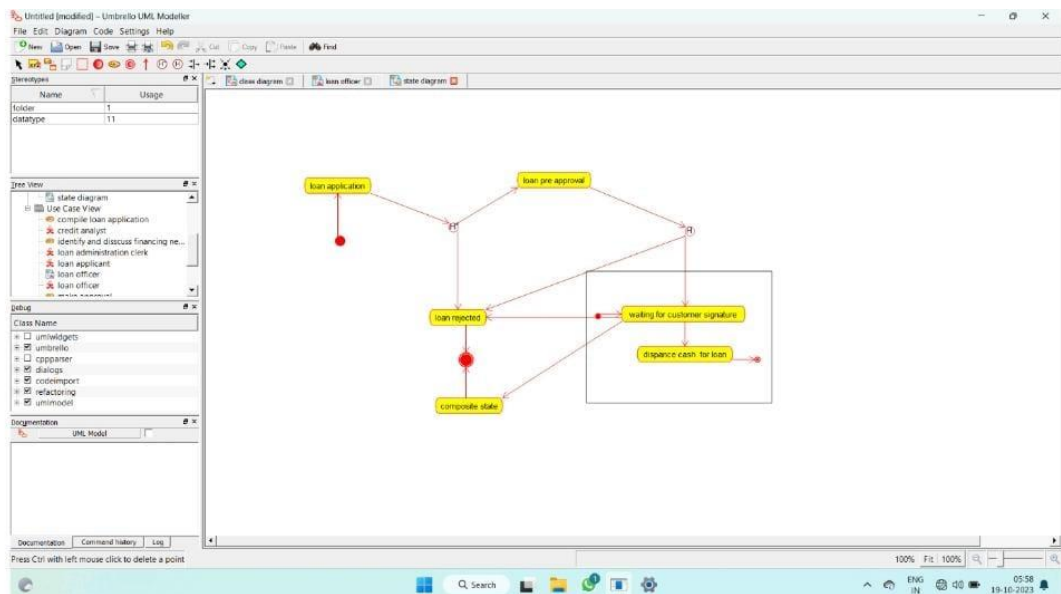 Untitled [modified] – Umbrello UML Modeller
File Edit Diagram Code Settings Help
New Open Save Cut Copy Paste Find
Stereotypes
class diagram loan officer state diagram
Name Usage
folder 1
datatype 11
Tree View
state diagram
Use Case View
compile loan application
credit analyst
identify and disscuss financing ne...
loan administration clerk
loan applicant
loan officer
loan officer
make approval
Debug
Class Name
umlwidgets
umbrello
cppparser
dialogs
codeimport
refactoring
umlmodel
Documentation
UML Model
Documentation Command history Log
loan application
loan pre approval
H*
H
loan rejected
waiting for customer signature
dispance cash for loan
composite state
Press Ctrl with left mouse click to delete a point
100% Fit 100%
Search
ENG
IN
05:58
19-10-2023